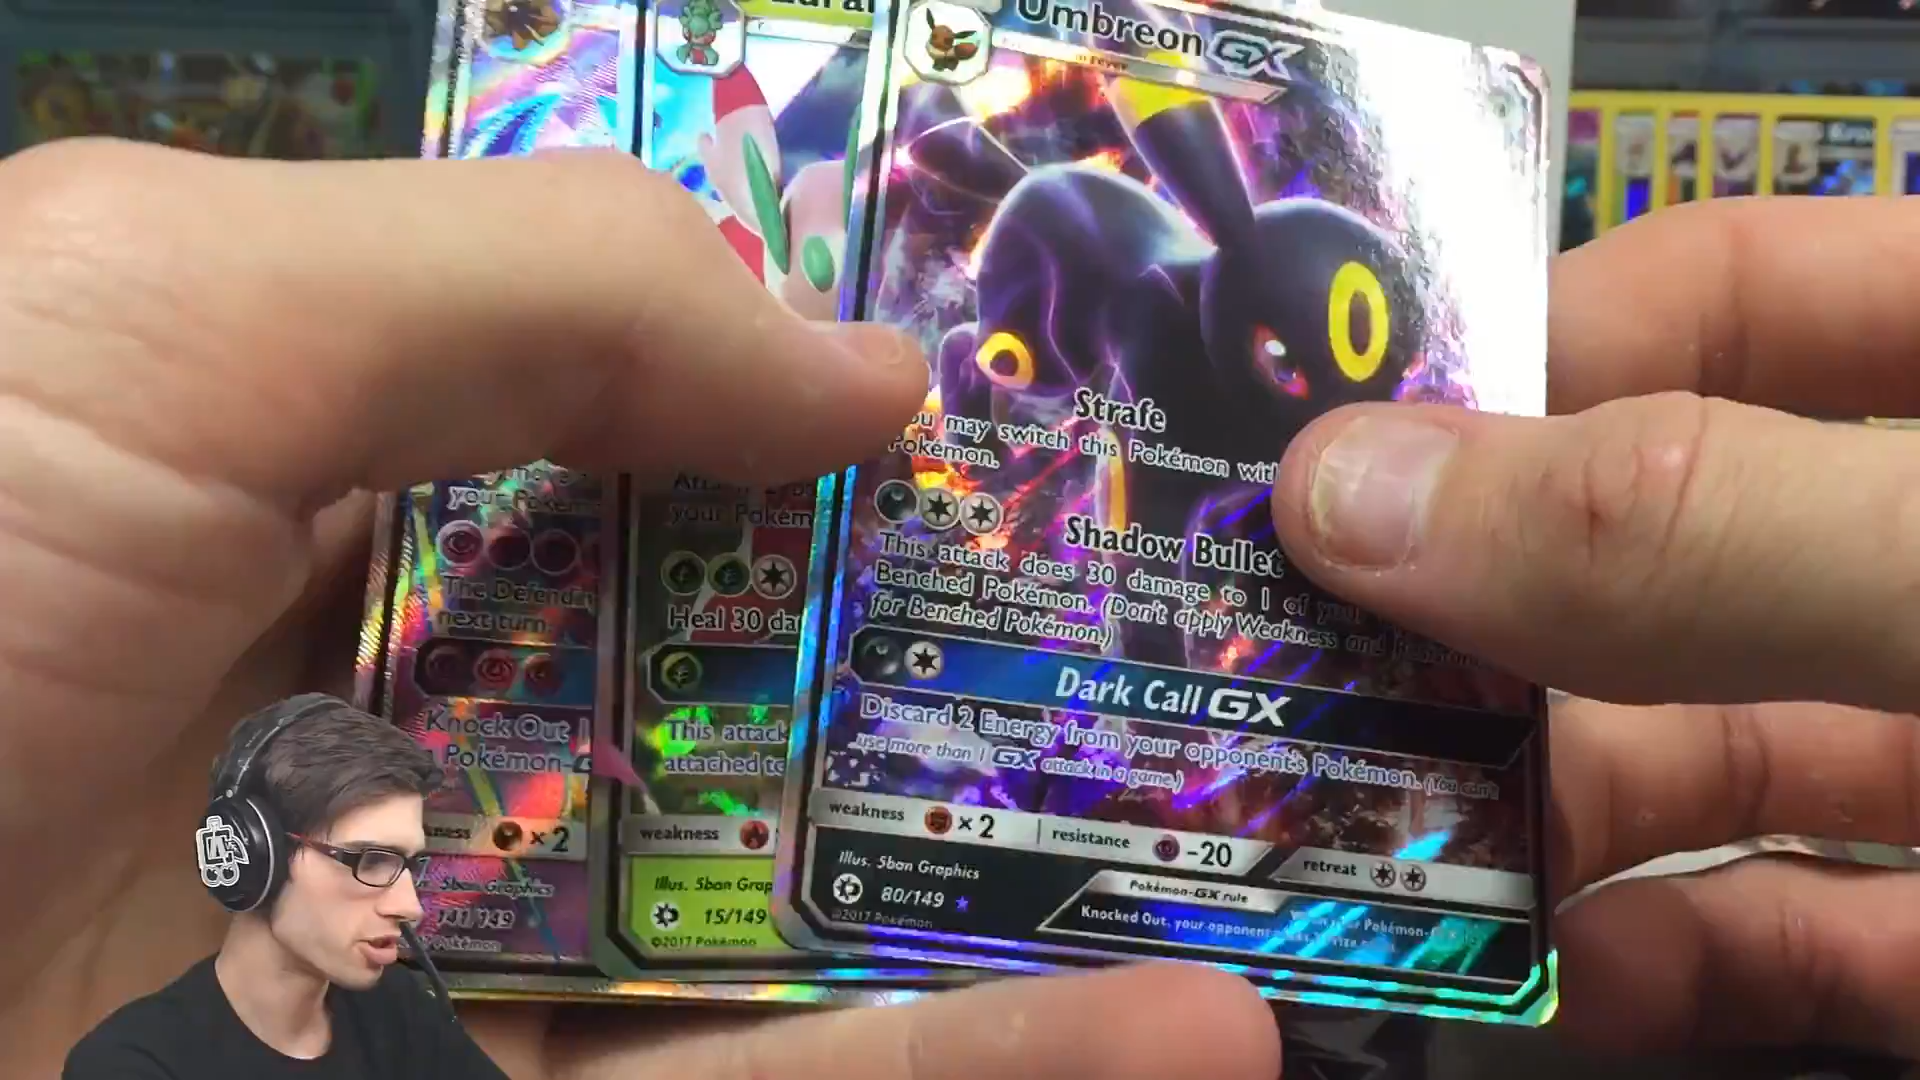 Umbreon GX
Strafe
You may switch this Pokémon with
Pokémon.
Shadow Bullet
This attack does 30 damage to 1 of your
Benched Pokémon. (Don't apply Weakness and Resistance
for Benched Pokémon.)
Dark Call GX
Discard 2 Energy from your opponent's Pokémon. (You can't
use more than 1 GX attack in a game.)
weakness ×2 resistance -20 retreat
Illus. 5ban Graphics
80/149
©2017 Pokémon
Pokémon-GX rule
Knocked Out, your opponent
your Pokém
Heal 30 da
This attack
attached to
weakness
Illus. 5ban Grap
15/149
©2017 Pokémon
your Pokém
The Defendin
next turn.
Knock Out 1
Pokémon-G
ness ×2
5ban Graphics
141/149
Pokémon